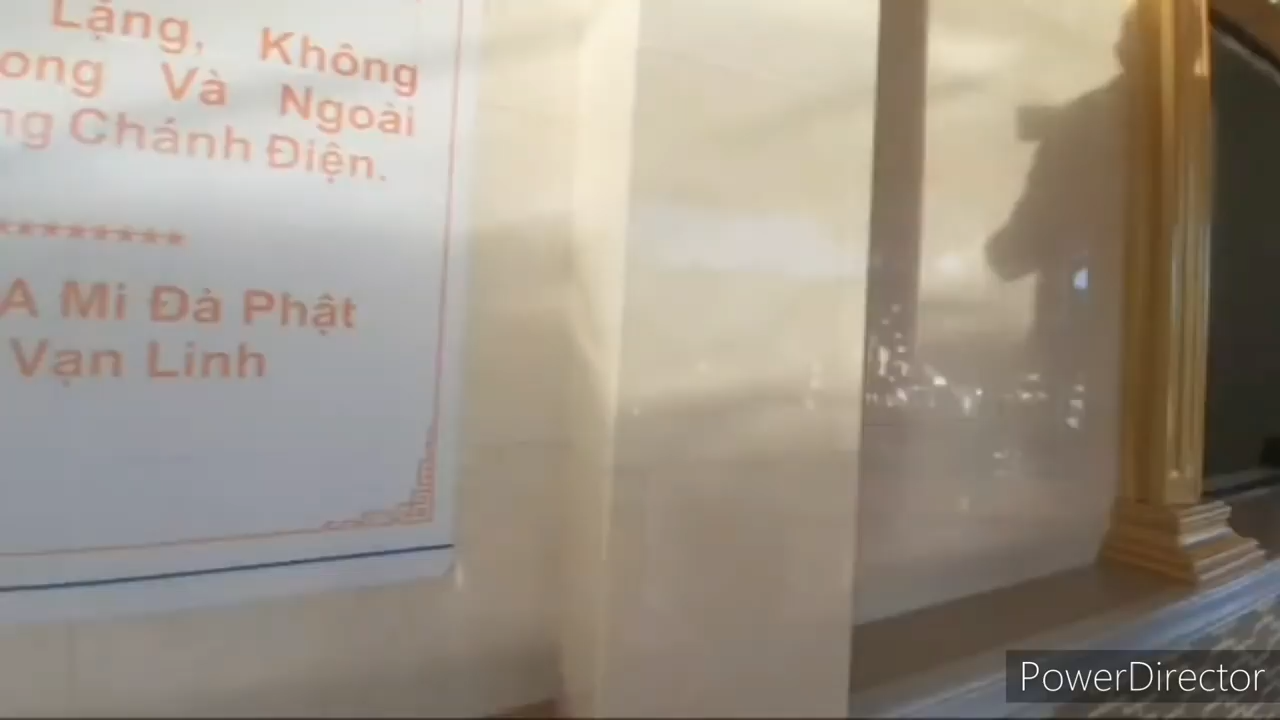 Lặng, Không
ong Và Ngoài
ng Chánh Điện.
*********
A Mi Đà Phật
Vạn Linh
PowerDirector